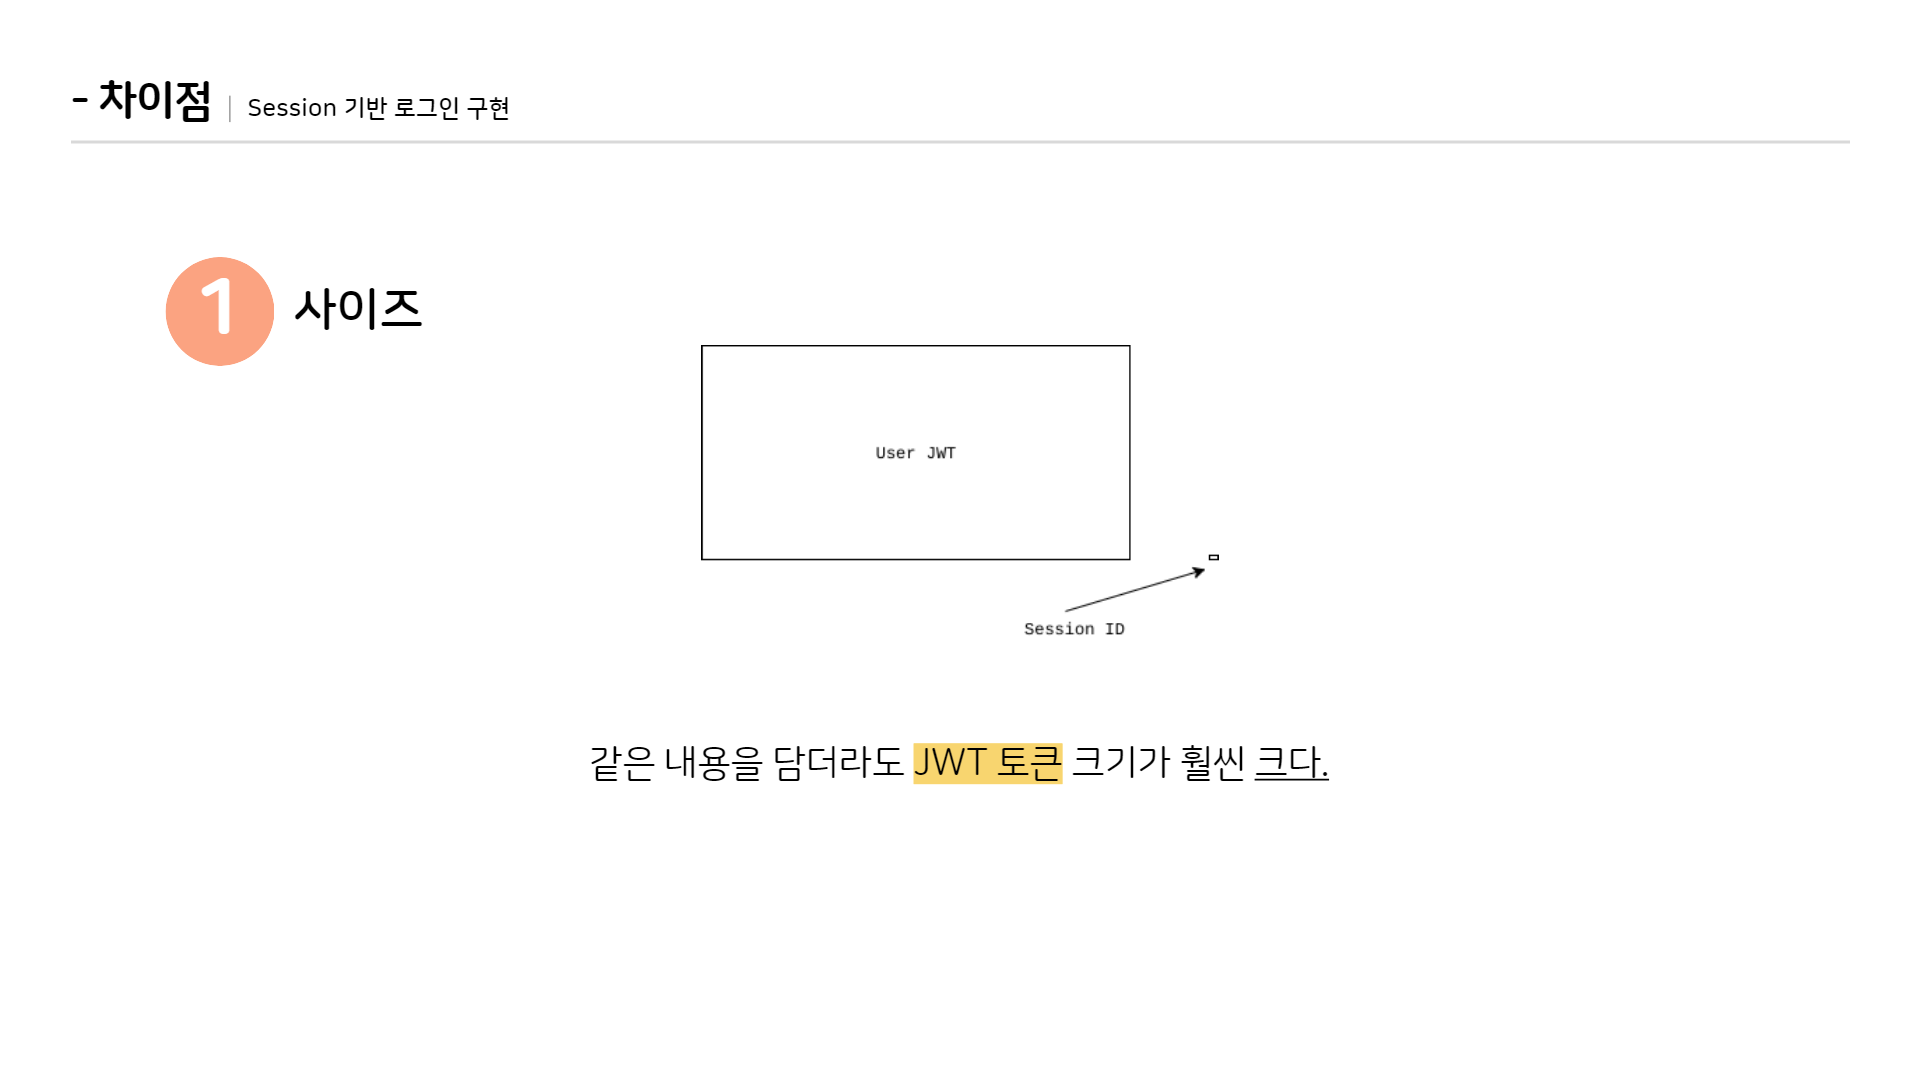 - 차이점 | Session 기반 로그인 구현
1 사이즈
User JWT
Session ID
같은 내용을 담더라도 JWT 토큰 크기가 훨씬 크다.